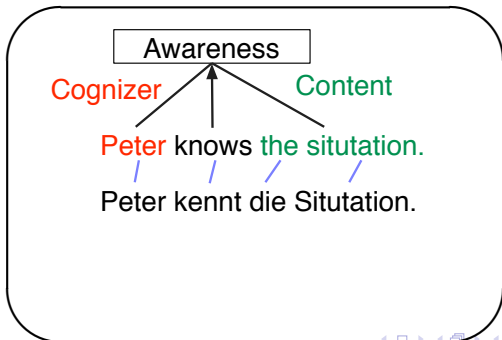 Awareness
Cognizer Content
Peter knows the situtation.
Peter kennt die Situtation.